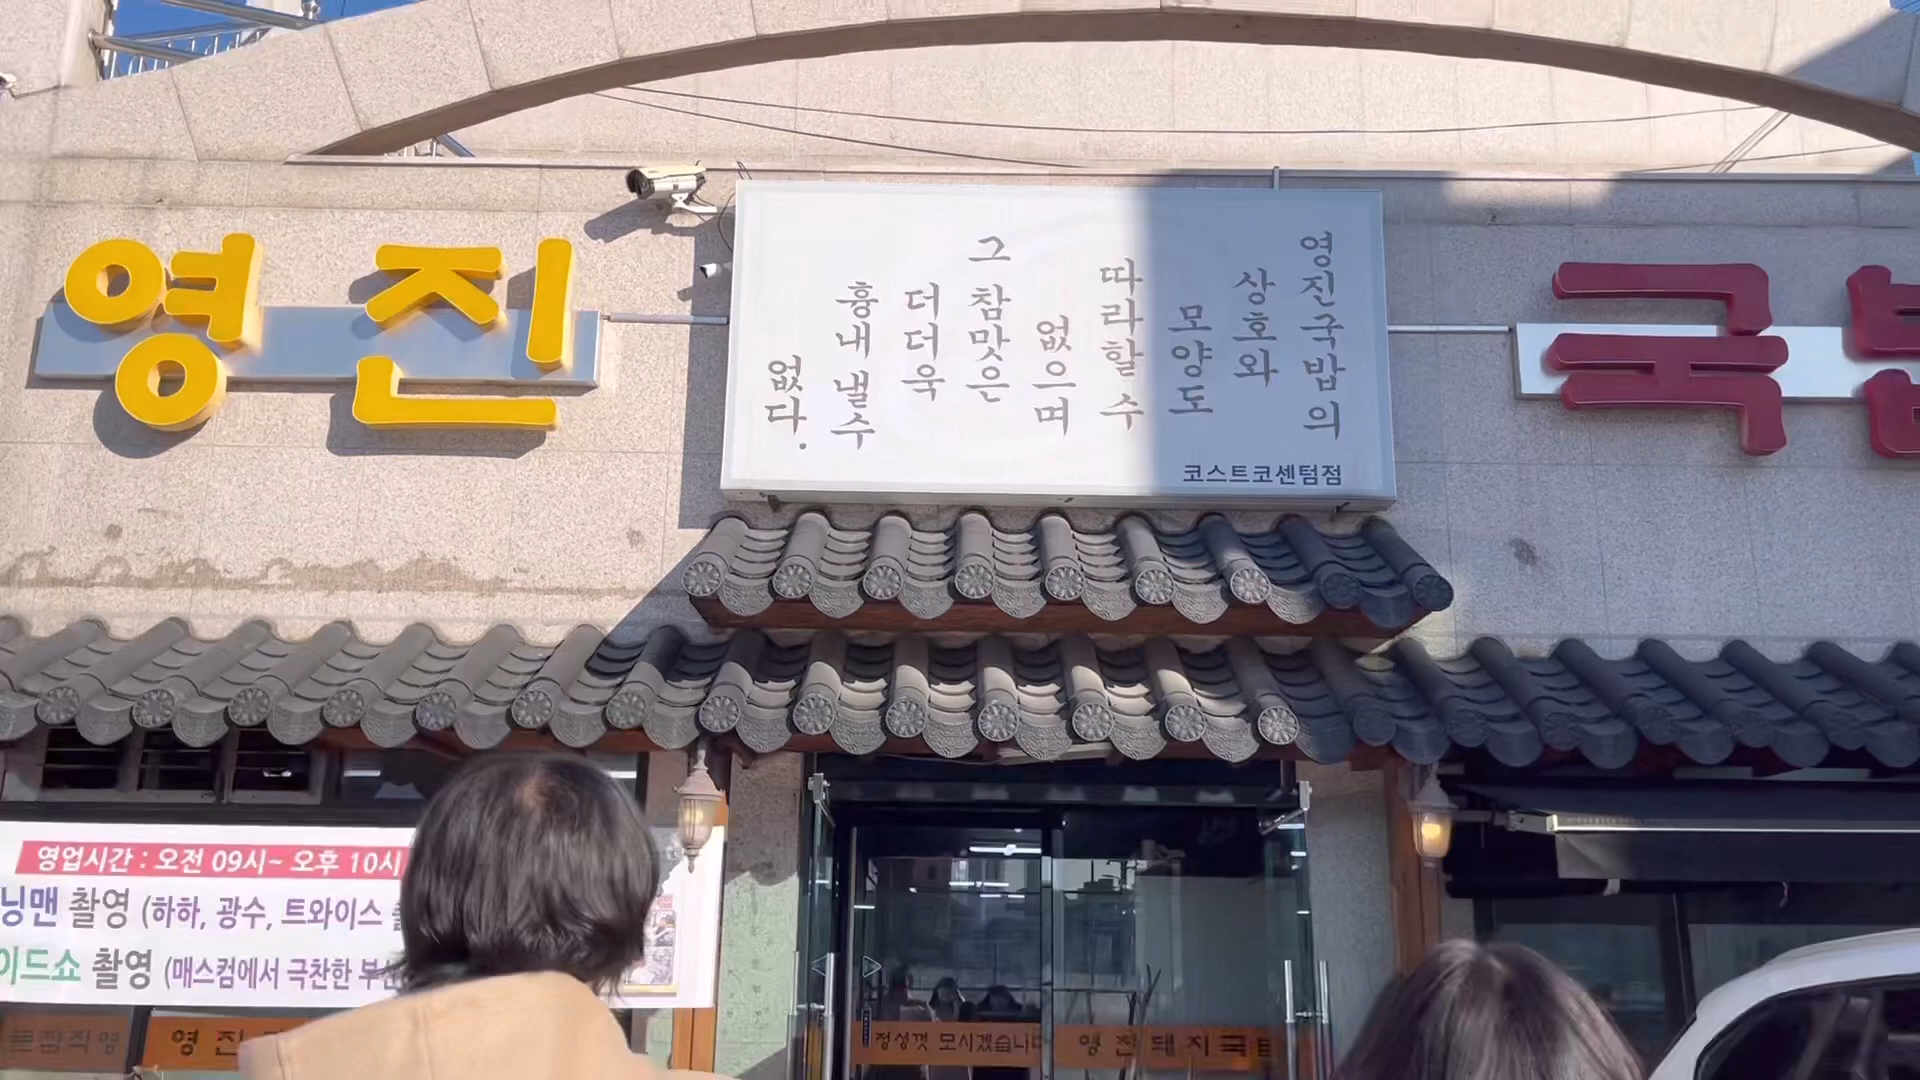 영진
국밥
영진국밥의
상호와
모양도
따라할 수
없으며
그 참맛은
더더욱
흉내 낼수
없다.
코스트코센텀점
영업시간 : 오전 09시~ 오후 10시
닝맨 촬영 (하하, 광수, 트와이스
이드쇼 촬영 (매스컴에서 극찬한 부산
영진
정성껏 모시겠습니다
영진돼지국밥